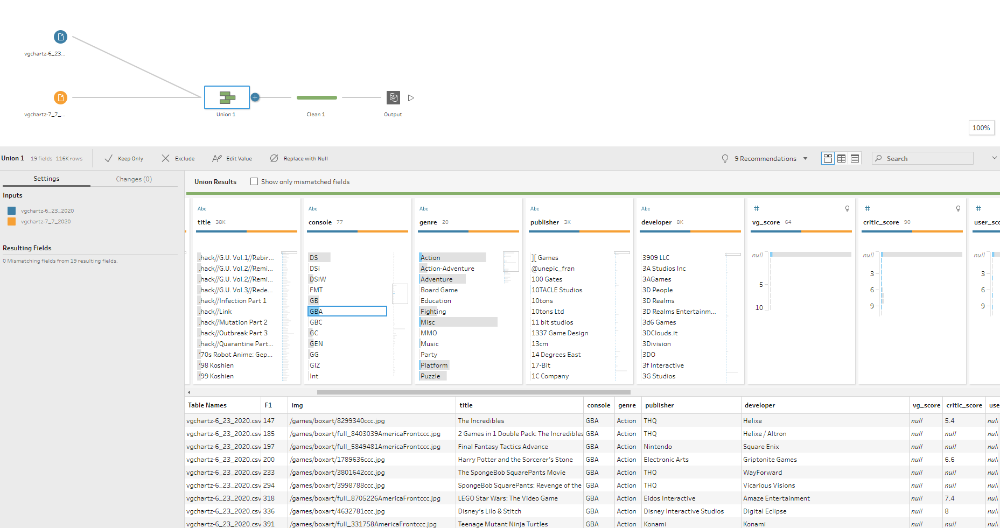 vgchartz-6_23...
vgchartz-7_7_...
Union 1
Clean 1
Output
100%
Union 1 19 fields 116K rows Keep Only Exclude Edit Value Replace with Null 9 Recommendations Search
Settings Changes (0)
Inputs
vgchartz-6_23_2020
vgchartz-7_7_2020
Resulting Fields
0 Mismatching fields from 19 resulting fields.
Union Results Show only mismatched fields
Abc
title 38K
.hack//G.U. Vol.1//Rebir...
.hack//G.U. Vol.2//Remi...
.hack//G.U. Vol.2//Remi...
.hack//G.U. Vol.3//Rede...
.hack//Infection Part 1
.hack//Link
.hack//Mutation Part 2
.hack//Outbreak Part 3
.hack//Quarantine Part...
'70s Robot Anime: Gep...
'98 Koshien
'99 Koshien
Abc
console 77
DS
DSi
DSiW
FMT
GB
GBA
GBC
GC
GEN
GG
GIZ
Int
Abc
genre 20
Action
Action-Adventure
Adventure
Board Game
Education
Fighting
Misc
MMO
Music
Party
Platform
Puzzle
Abc
publisher 3K
][ Games
@unepic_fran
100 Gates
10TACLE Studios
10tons
10tons Ltd
11 bit studios
1337 Game Design
13cm
14 Degrees East
17-Bit
1C Company
Abc
developer 8K
3909 LLC
3A Studios Inc
3AGames
3D People
3D Realms
3D Realms Entertainm...
3d6 Games
3DClouds.it
3Division
3DO
3f Interactive
3G Studios
#
vg_score 64
null
5
10
#
critic_score 90
null
3
6
9
#
user_sco
null
3
6
9
Table Names F1 img title console genre publisher developer vg_score critic_score use
vgchartz-6_23_2020.csv 147 /games/boxart/8299340ccc.jpg The Incredibles GBA Action THQ Helixe null 5.4 null
vgchartz-6_23_2020.csv 185 /games/boxart/full_8403039AmericaFrontccc.jpg 2 Games in 1 Double Pack: The Incredibles GBA Action THQ Helixe / Altron null null null
vgchartz-6_23_2020.csv 197 /games/boxart/full_5849481AmericaFrontccc.jpg Final Fantasy Tactics Advance GBA Action Nintendo Square Enix null null null
vgchartz-6_23_2020.csv 200 /games/boxart/1789636ccc.jpg Harry Potter and the Sorcerer's Stone GBA Action Electronic Arts Griptonite Games null 6.6 null
vgchartz-6_23_2020.csv 233 /games/boxart/3801642ccc.jpg The SpongeBob SquarePants Movie GBA Action THQ WayForward null null null
vgchartz-6_23_2020.csv 294 /games/boxart/3998788ccc.jpg SpongeBob SquarePants: Revenge of the GBA Action THQ Vicarious Visions null null null
vgchartz-6_23_2020.csv 318 /games/boxart/full_8705226AmericaFrontccc.jpg LEGO Star Wars: The Video Game GBA Action Eidos Interactive Amaze Entertainment null 7.4 null
vgchartz-6_23_2020.csv 336 /games/boxart/4632781ccc.jpg Disney's Lilo & Stitch GBA Action Disney Interactive Studios Digital Eclipse null 8 null
vgchartz-6_23_2020.csv 391 /games/boxart/full_331758AmericaFrontccc.jpg Teenage Mutant Ninja Turtles GBA Action Konami Konami null null null